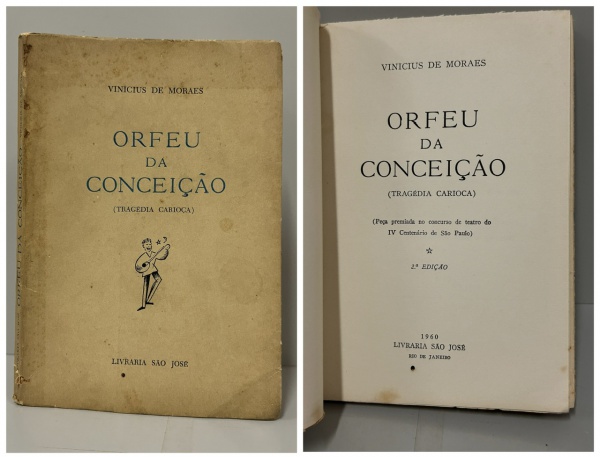 VINICIUS DE MORAES
ORFEU
DA
CONCEIÇÃO
(TRAGÉDIA CARIOCA)
LIVRARIA SÃO JOSÉ
ORFEU DA CONCEIÇÃO
VINICIUS DE MORAES
ORFEU
DA
CONCEIÇÃO
(TRAGÉDIA CARIOCA)
(Peça premiada no concurso de teatro do
IV Centenário de São Paulo)
2.ª EDIÇÃO
1960
LIVRARIA SÃO JOSÉ
RIO DE JANEIRO